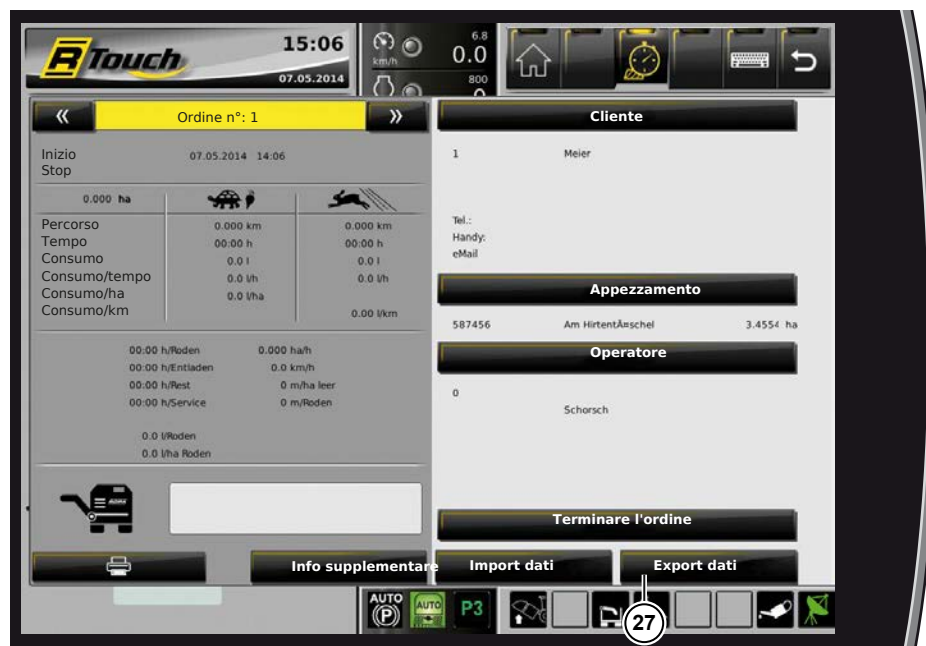 R Touch
15:06
07.05.2014
km/h
6.8
0.0
800
0
« Ordine n°: 1 »
Inizio 07.05.2014 14:06
Stop
0.000 ha
Percorso 0.000 km 0.000 km
Tempo 00:00 h 00:00 h
Consumo 0.0 l 0.0 l
Consumo/tempo 0.0 l/h 0.0 l/h
Consumo/ha 0.0 l/ha
Consumo/km 0.00 l/km
00:00 h/Roden 0.000 ha/h
00:00 h/Entladen 0.0 km/h
00:00 h/Rest 0 m/ha leer
00:00 h/Service 0 m/Roden
0.0 l/Roden
0.0 l/ha Roden
Info supplementare
Cliente
1 Meier
Tel.:
Handy:
eMail
Appezzamento
587456 Am HirtentÃ¤schel 3.4554 ha
Operatore
0
Schorsch
Terminare l'ordine
Import dati
Export dati
AUTO
(P)
AUTO
P3
27